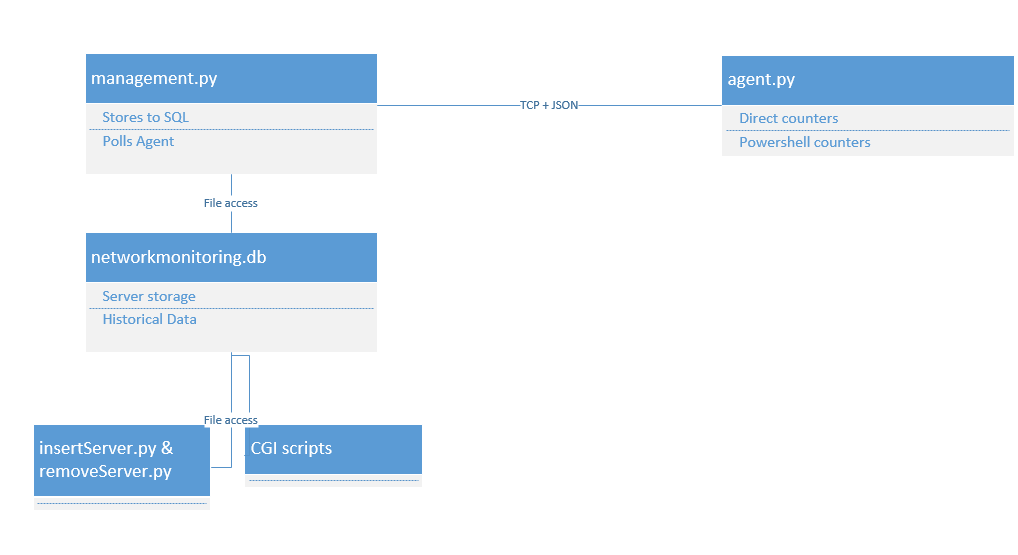 management.py
Stores to SQL
Polls Agent
TCP + JSON
agent.py
Direct counters
Powershell counters
File access
networkmonitoring.db
Server storage
Historical Data
File access
insertServer.py &
removeServer.py
CGI scripts